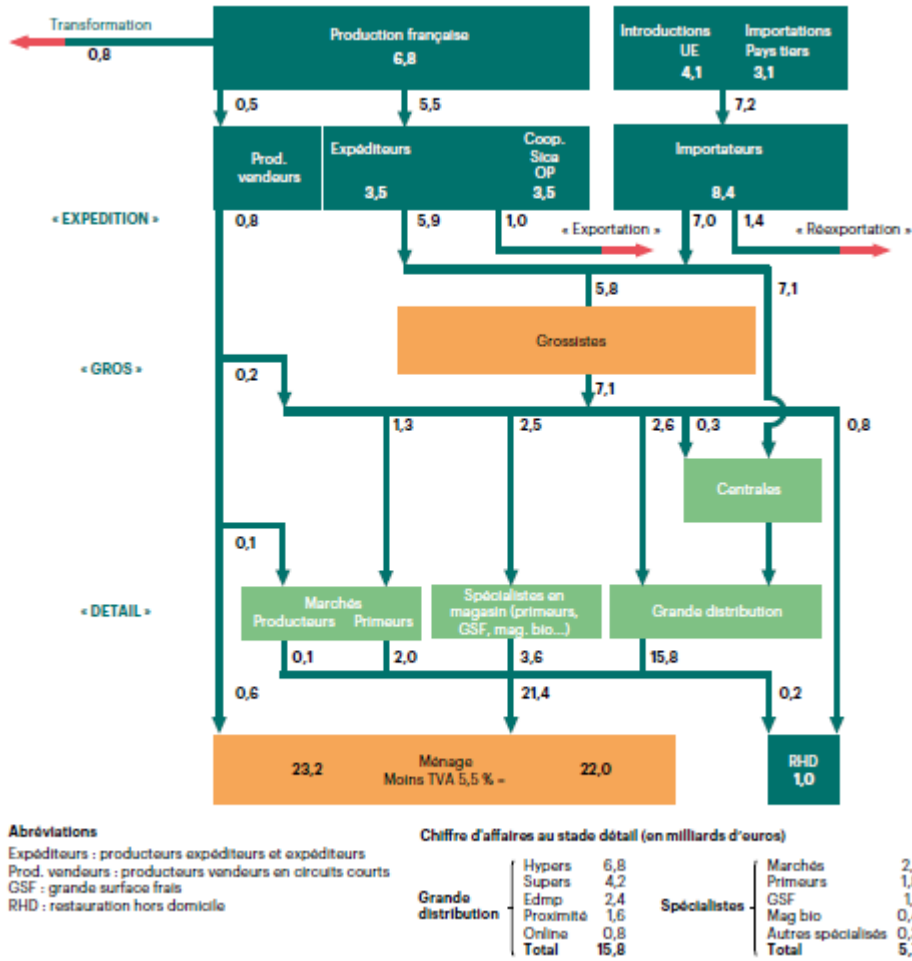 Transformation
0,8
Production française
6,8
Introductions
UE
4,1
Importations
Pays tiers
3,1
0,5
5,5
7,2
Prod.
vendeurs
Expéditeurs
3,5
Coop.
Sica
OP
3,5
Importateurs
8,4
« EXPEDITION »
0,8
5,9
1,0
« Exportation »
7,0
1,4
« Réexportation »
5,8
7,1
Grossistes
« GROS »
0,2
7,1
1,3
2,5
2,6
0,3
0,8
Centrales
0,1
« DETAIL »
Marchés
Producteurs Primeurs
Spécialistes en
magasin (primeurs,
GSF, mag. bio...)
Grande distribution
0,1
2,0
3,6
15,8
0,6
21,4
0,2
23,2
Ménage
Moins TVA 5,5 % =
22,0
RHD
1,0
Abréviations
Expéditeurs : producteurs expéditeurs et expéditeurs
Prod. vendeurs : producteurs vendeurs en circuits courts
GSF : grande surface frais
RHD : restauration hors domicile
Chiffre d'affaires au stade détail (en milliards d'euros)
Grande
distribution
Hypers 6,8
Supers 4,2
Edmp 2,4
Proximité 1,6
Online 0,8
Total 15,8
Spécialistes
Marchés
Primeurs
GSF
Mag bio
Autres spécialisés
Total